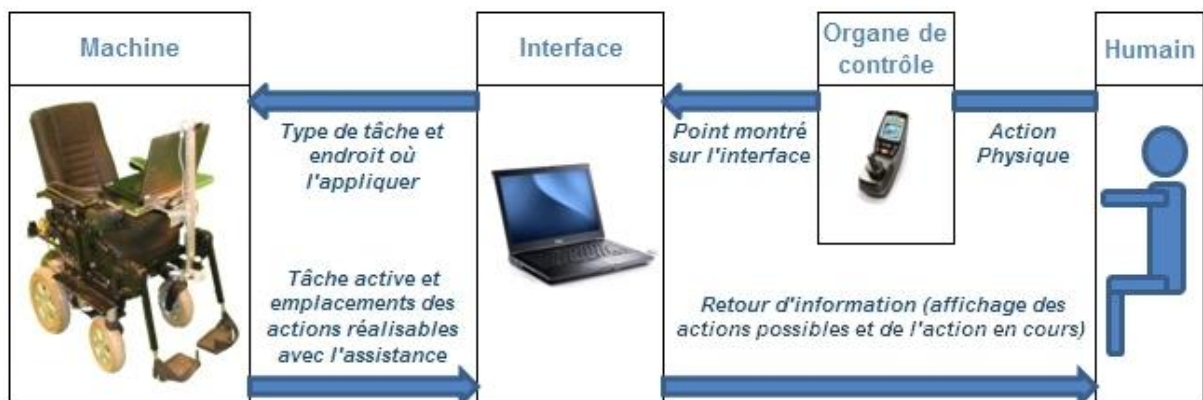 Machine
Interface
Organe de
contrôle
Humain
Type de tâche et
endroit où
l'appliquer
Point montré
sur l'interface
Action
Physique
Tâche active et
emplacements des
actions réalisables
avec l'assistance
Retour d'information (affichage des
actions possibles et de l'action en cours)